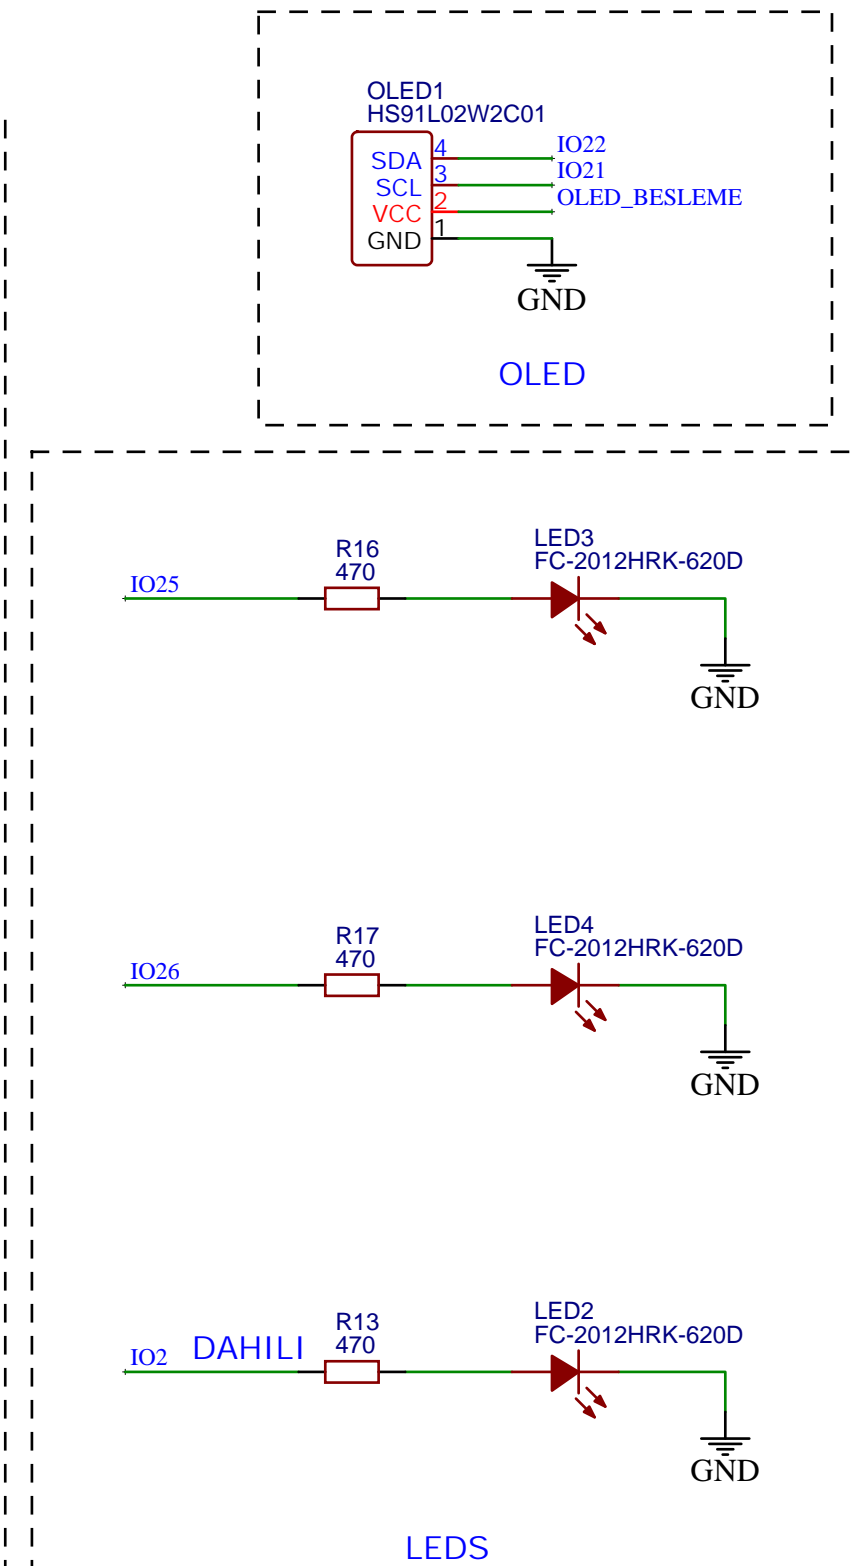 OLED1
HS91L02W2C01
SDA 4 IO22
SCL 3 IO21
VCC 2 OLED_BESLEME
GND 1
GND
OLED
R16
470
LED3
FC-2012HRK-620D
IO25
GND
R17
470
LED4
FC-2012HRK-620D
IO26
GND
R13
470
LED2
FC-2012HRK-620D
IO2 DAHILI
GND
LEDS